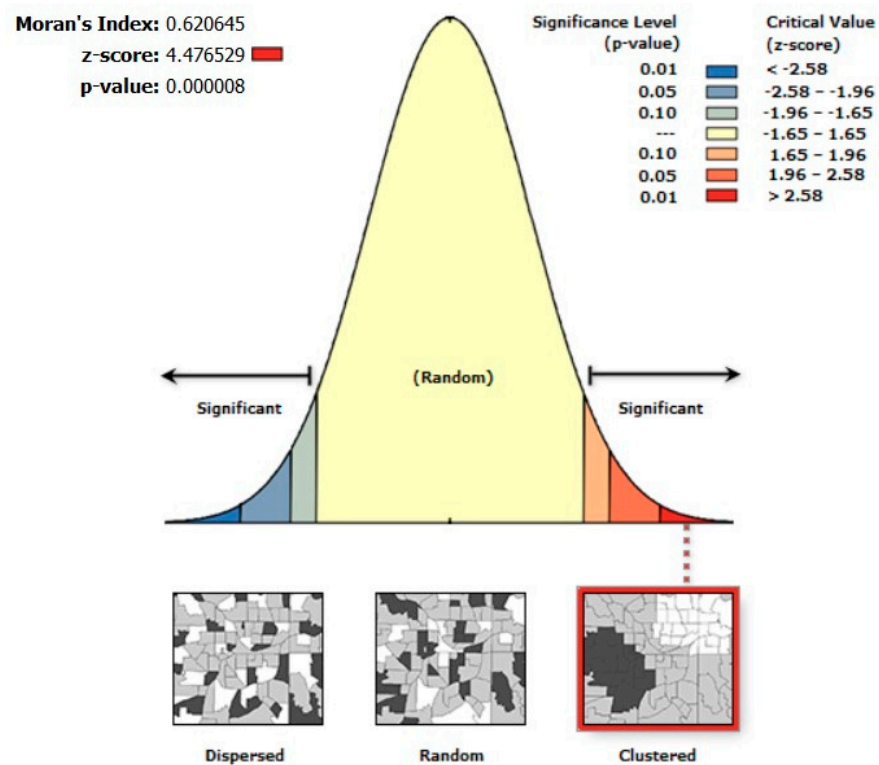 Moran's Index: 0.620645
z-score: 4.476529
p-value: 0.000008
Significance Level
(p-value)
Critical Value
(z-score)
0.01 < -2.58
0.05 -2.58 – -1.96
0.10 -1.96 – -1.65
--- -1.65 – 1.65
0.10 1.65 – 1.96
0.05 1.96 – 2.58
0.01 > 2.58
(Random)
Significant
Significant
Dispersed
Random
Clustered